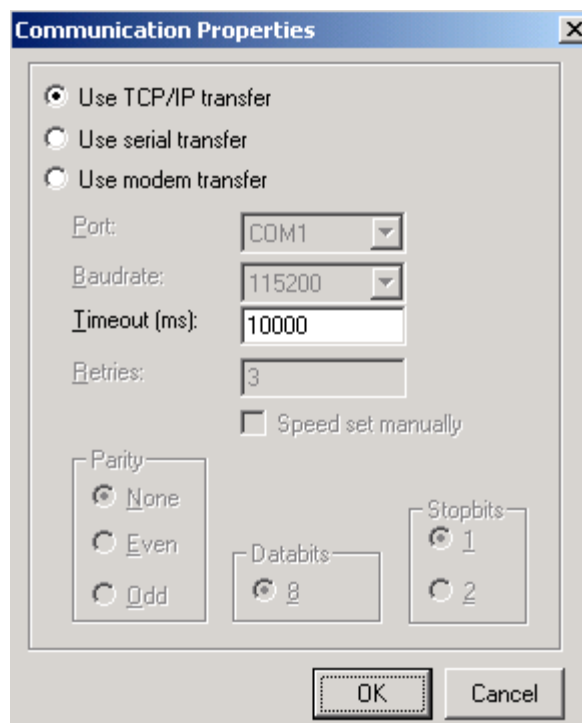 Communication Properties
Use TCP/IP transfer
Use serial transfer
Use modem transfer
Port: COM1
Baudrate: 115200
Timeout (ms): 10000
Retries: 3
Speed set manually
Parity
None
Even
Odd
Databits
8
Stopbits
1
2
OK Cancel